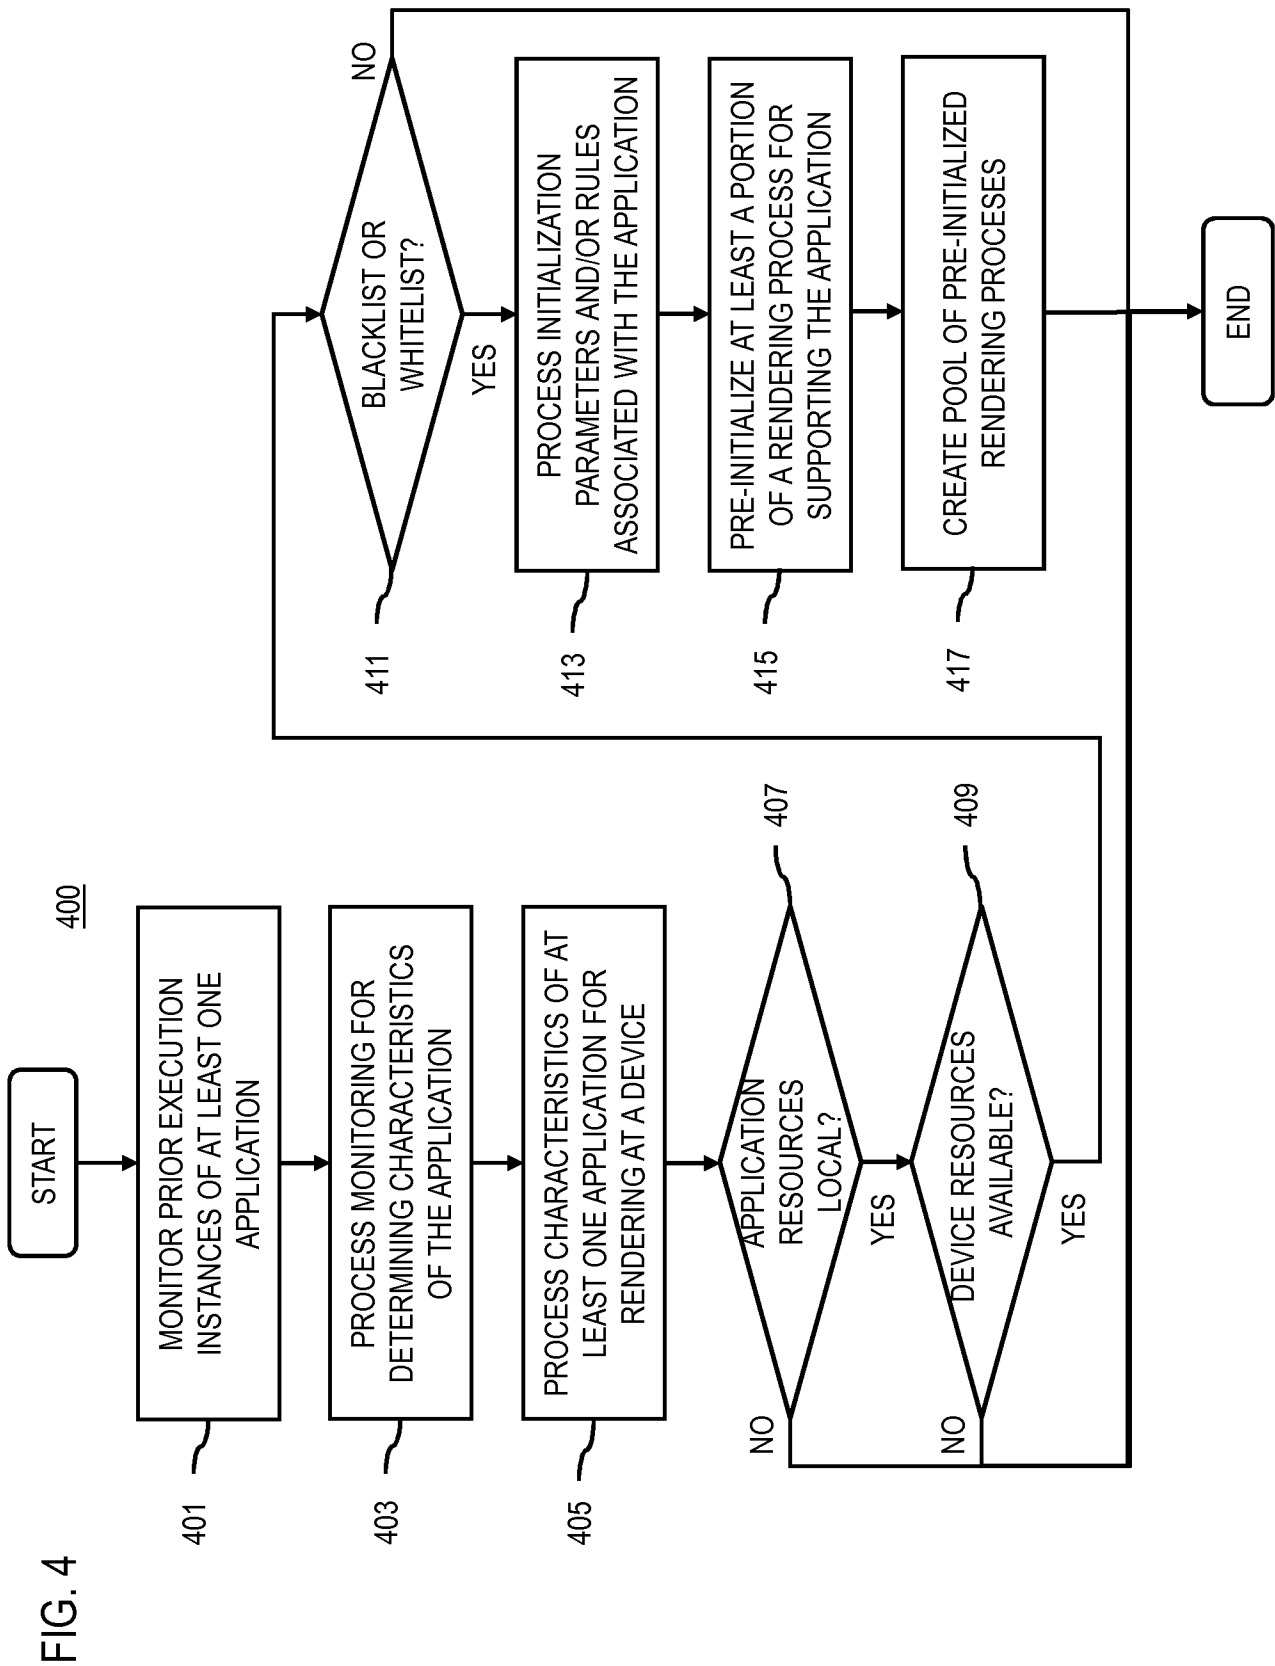 FIG. 4
400
START
MONITOR PRIOR EXECUTION
INSTANCES OF AT LEAST ONE
APPLICATION
401
PROCESS MONITORING FOR
DETERMINING CHARACTERISTICS
OF THE APPLICATION
403
PROCESS CHARACTERISTICS OF AT
LEAST ONE APPLICATION FOR
RENDERING AT A DEVICE
405
APPLICATION
RESOURCES
LOCAL?
407
NO
YES
DEVICE RESOURCES
AVAILABLE?
409
NO
YES
BLACKLIST OR
WHITELIST?
411
NO
YES
PROCESS INITIALIZATION
PARAMETERS AND/OR RULES
ASSOCIATED WITH THE APPLICATION
413
PRE-INITIALIZE AT LEAST A PORTION
OF A RENDERING PROCESS FOR
SUPPORTING THE APPLICATION
415
CREATE POOL OF PRE-INITIALIZED
RENDERING PROCESES
417
END